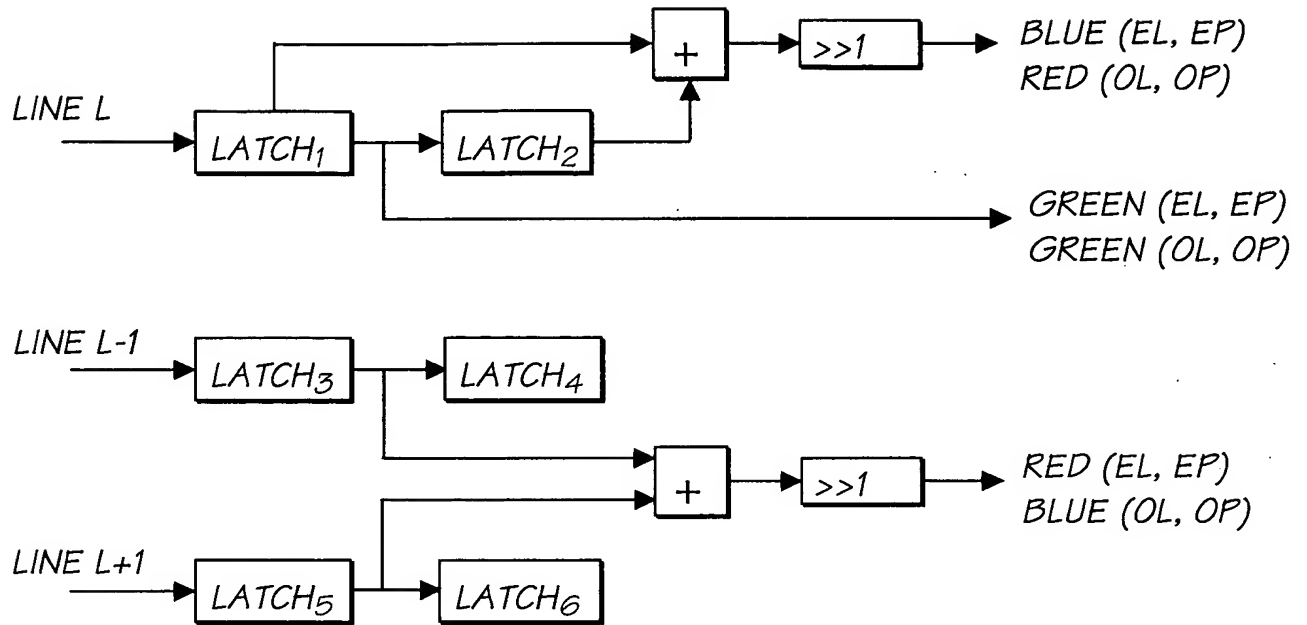 +
>>1
BLUE (EL, EP)
RED (OL, OP)
LINE L
LATCH₁
LATCH₂
GREEN (EL, EP)
GREEN (OL, OP)
LINE L-1
LATCH₃
LATCH₄
+
>>1
RED (EL, EP)
BLUE (OL, OP)
LINE L+1
LATCH₅
LATCH₆